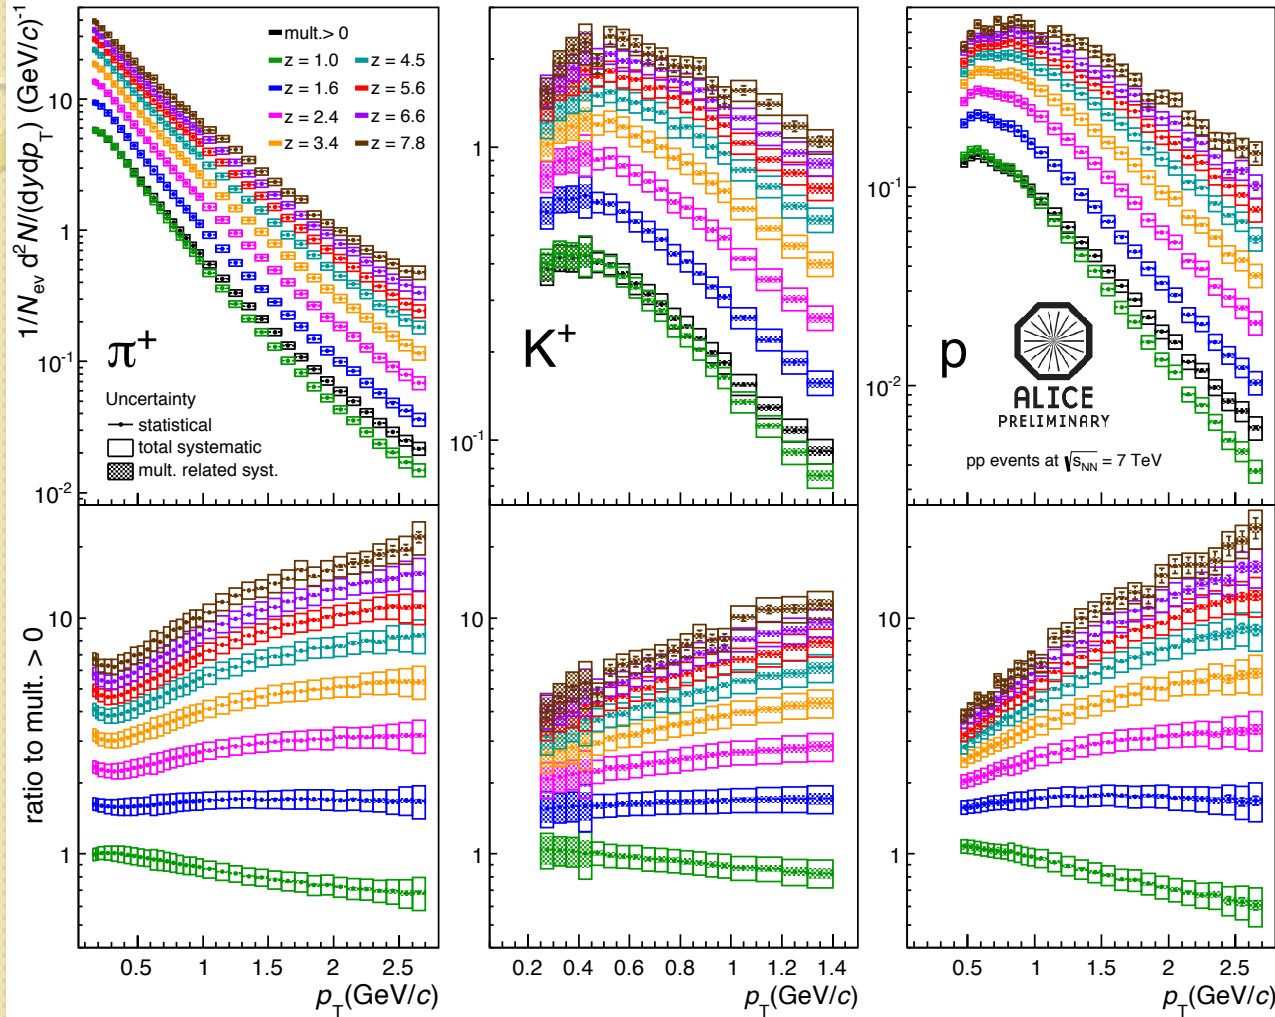 1/N_ev d²N/(dydp_T) (GeV/c)⁻¹
10
1
10⁻¹
10⁻²
mult.> 0
z = 1.0
z = 4.5
z = 1.6
z = 5.6
z = 2.4
z = 6.6
z = 3.4
z = 7.8
π⁺
Uncertainty
statistical
total systematic
mult. related syst.
1
10⁻¹
K⁺
10⁻¹
10⁻²
p
ALICE
PRELIMINARY
pp events at √s_NN = 7 TeV
ratio to mult. > 0
10
1
0.5 1 1.5 2 2.5
p_T(GeV/c)
10
1
0.2 0.4 0.6 0.8 1 1.2 1.4
p_T(GeV/c)
10
1
0.5 1 1.5 2 2.5
p_T(GeV/c)